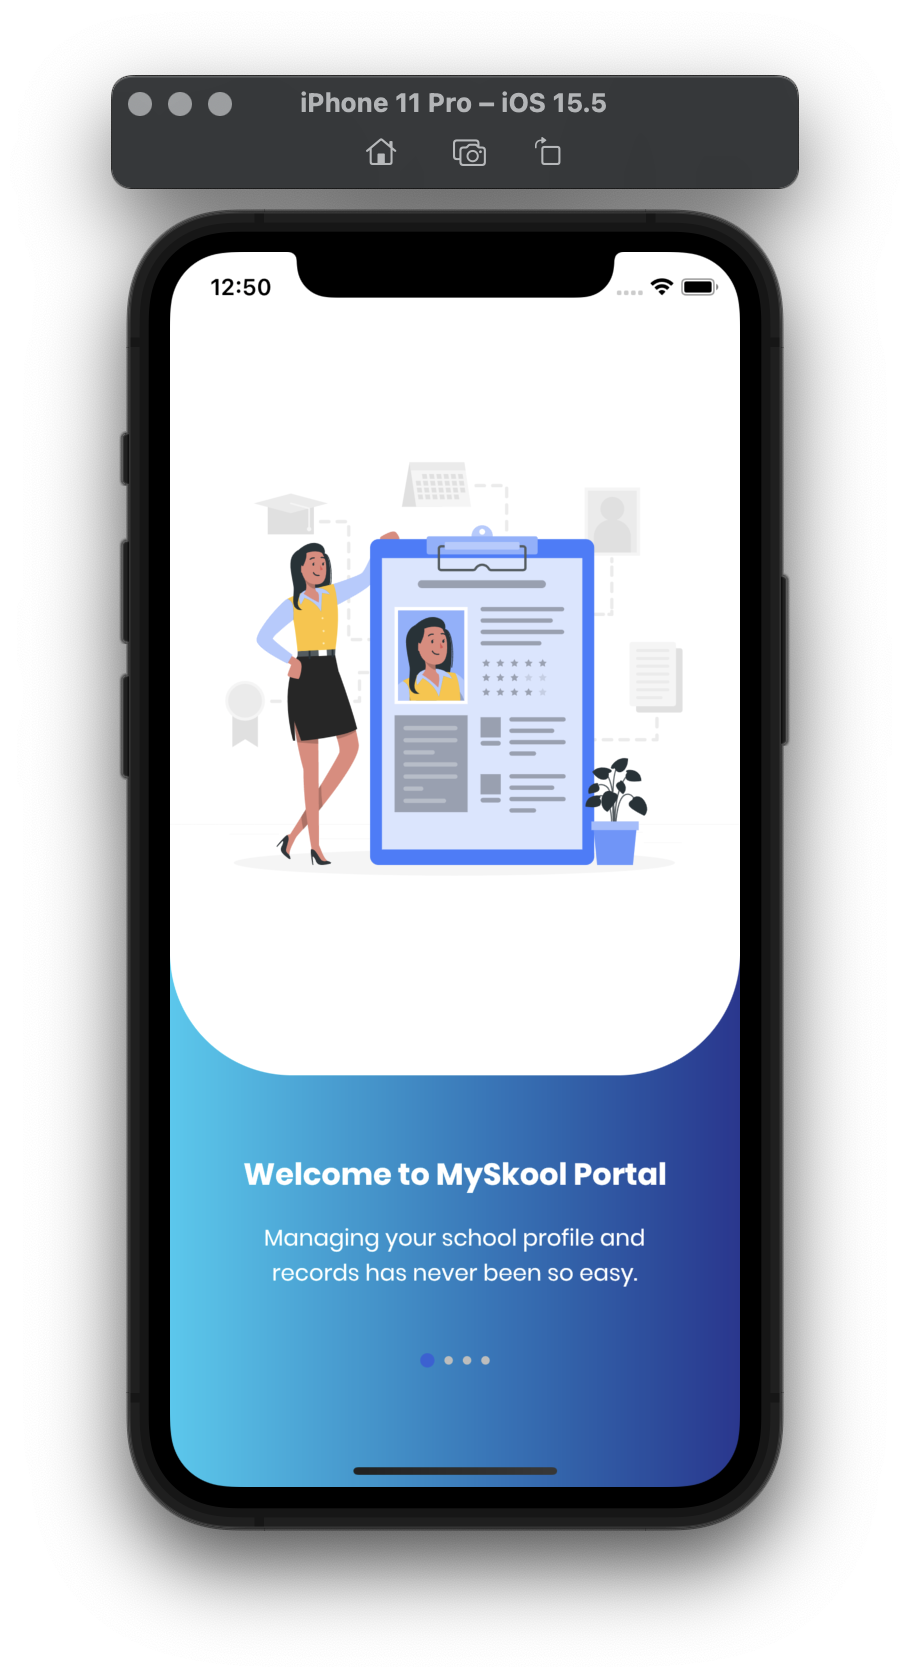 iPhone 11 Pro – iOS 15.5
12:50
Welcome to MySkool Portal
Managing your school profile and
records has never been so easy.